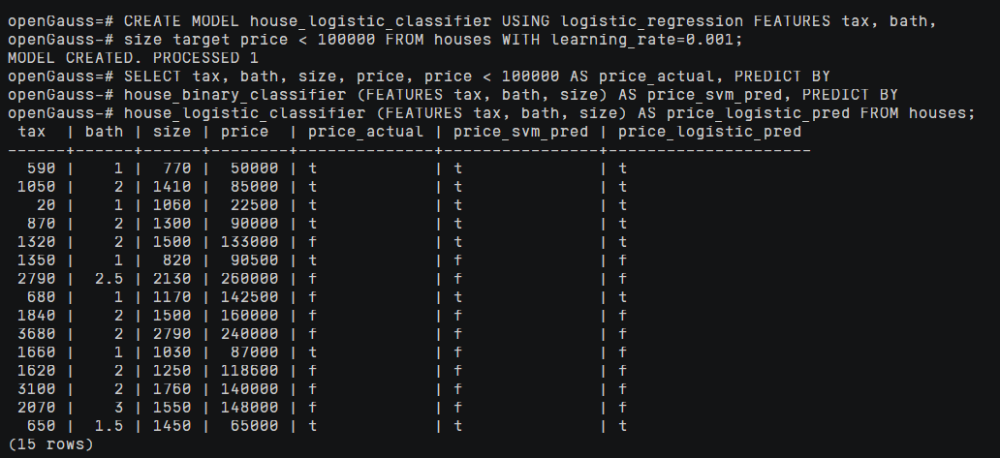 openGauss=# CREATE MODEL house_logistic_classifier USING logistic_regression FEATURES tax, bath,
openGauss-# size target price < 100000 FROM houses WITH learning_rate=0.001;
MODEL CREATED. PROCESSED 1
openGauss=# SELECT tax, bath, size, price, price < 100000 AS price_actual, PREDICT BY
openGauss-# house_binary_classifier (FEATURES tax, bath, size) AS price_svm_pred, PREDICT BY
openGauss-# house_logistic_classifier (FEATURES tax, bath, size) AS price_logistic_pred FROM houses;
 tax  | bath | size | price  | price_actual | price_svm_pred | price_logistic_pred
------+------+------+--------+--------------+----------------+---------------------
  590 |    1 |  770 |  50000 | t            | t              | t
 1050 |    2 | 1410 |  85000 | t            | t              | t
   20 |    1 | 1060 |  22500 | t            | t              | t
  870 |    2 | 1300 |  90000 | t            | t              | t
 1320 |    2 | 1500 | 133000 | f            | t              | t
 1350 |    1 |  820 |  90500 | t            | f              | f
 2790 |  2.5 | 2130 | 260000 | f            | f              | f
  680 |    1 | 1170 | 142500 | f            | t              | t
 1840 |    2 | 1500 | 160000 | f            | f              | f
 3680 |    2 | 2790 | 240000 | f            | f              | f
 1660 |    1 | 1030 |  87000 | t            | f              | f
 1620 |    2 | 1250 | 118600 | f            | f              | f
 3100 |    2 | 1760 | 140000 | f            | f              | f
 2070 |    3 | 1550 | 148000 | f            | f              | f
  650 |  1.5 | 1450 |  65000 | t            | t              | t
(15 rows)